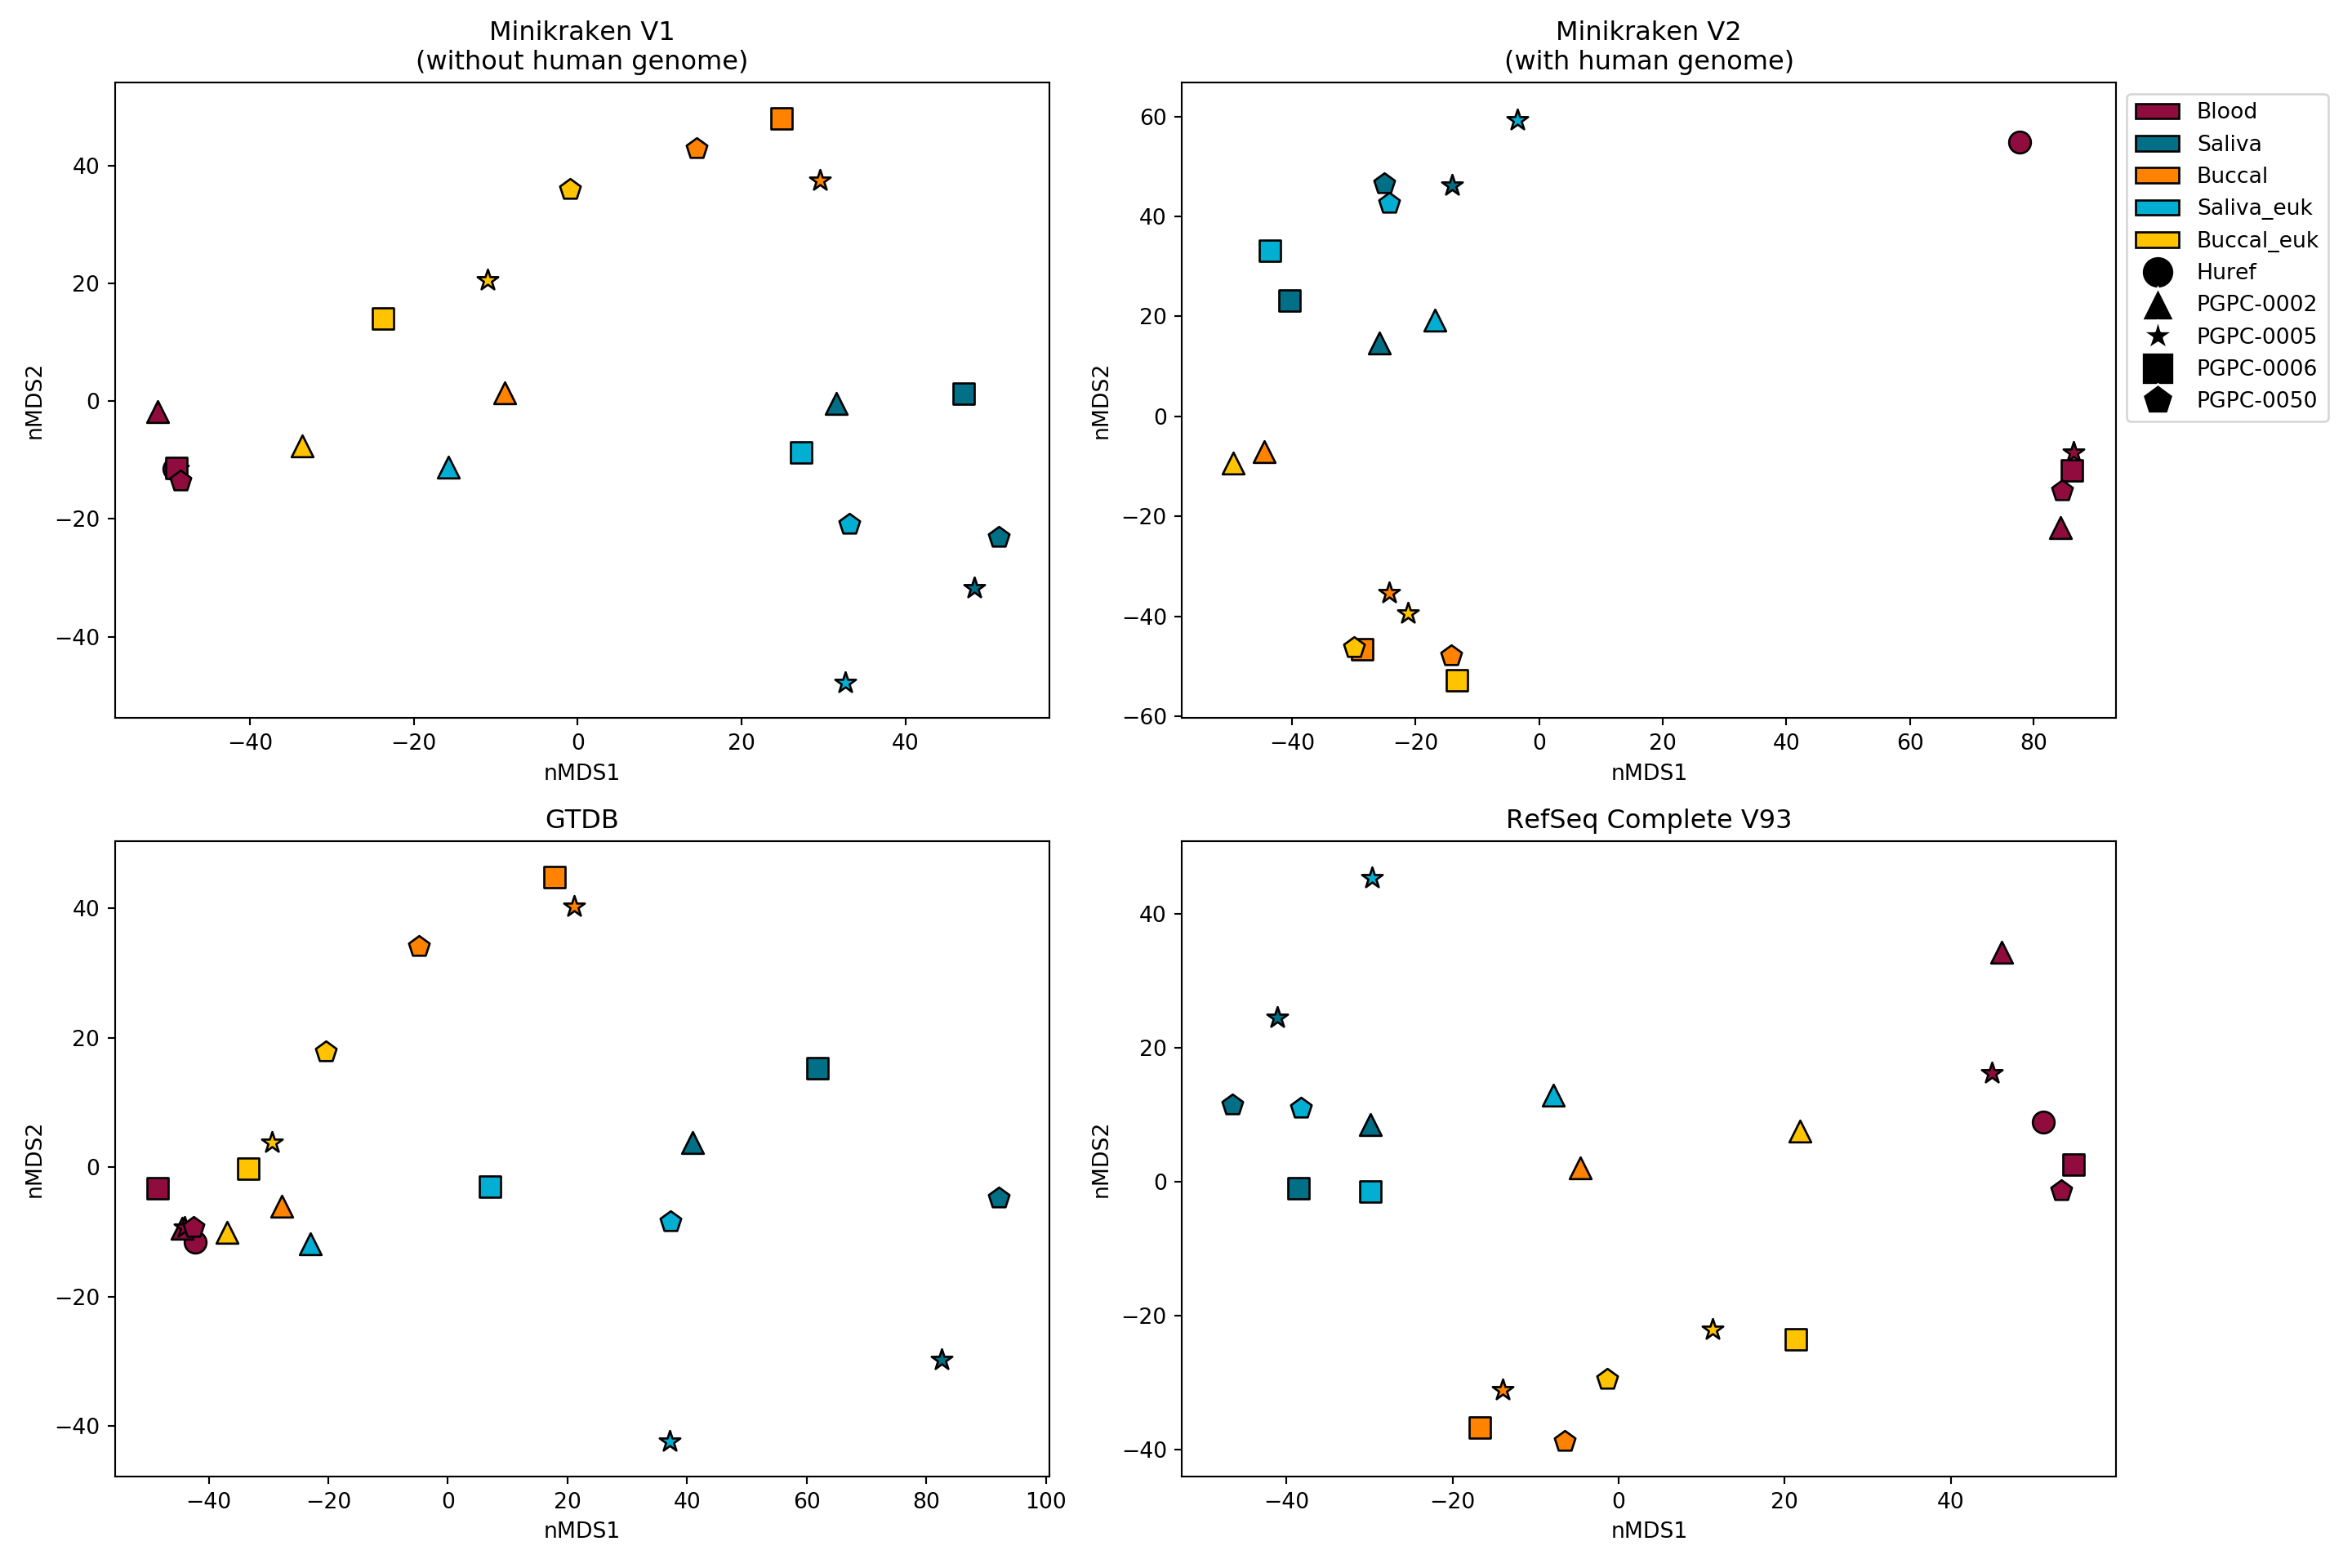 Minikraken V1
(without human genome)
40
20
0
−20
−40
nMDS2
−40
−20
0
20
40
nMDS1
Minikraken V2
(with human genome)
60
40
20
0
−20
−40
−60
nMDS2
−40
−20
0
20
40
60
80
nMDS1
Blood
Saliva
Buccal
Saliva_euk
Buccal_euk
Huref
PGPC-0002
PGPC-0005
PGPC-0006
PGPC-0050
GTDB
40
20
0
−20
−40
nMDS2
−40
−20
0
20
40
60
80
100
nMDS1
RefSeq Complete V93
40
20
0
−20
−40
nMDS2
−40
−20
0
20
40
nMDS1